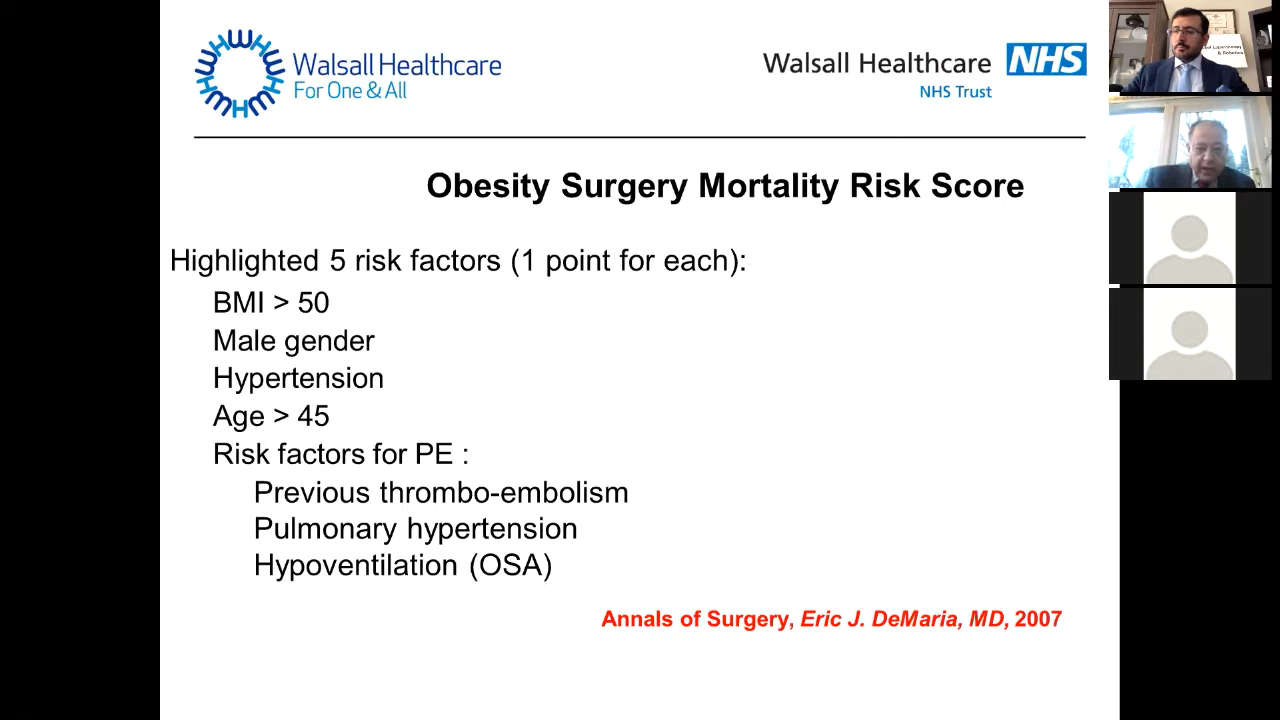 Walsall Healthcare
For One & All
Walsall Healthcare NHS
NHS Trust
Obesity Surgery Mortality Risk Score
Highlighted 5 risk factors (1 point for each):
BMI > 50
Male gender
Hypertension
Age > 45
Risk factors for PE :
Previous thrombo-embolism
Pulmonary hypertension
Hypoventilation (OSA)
Annals of Surgery, Eric J. DeMaria, MD, 2007
Laparoscopy
& Robotics